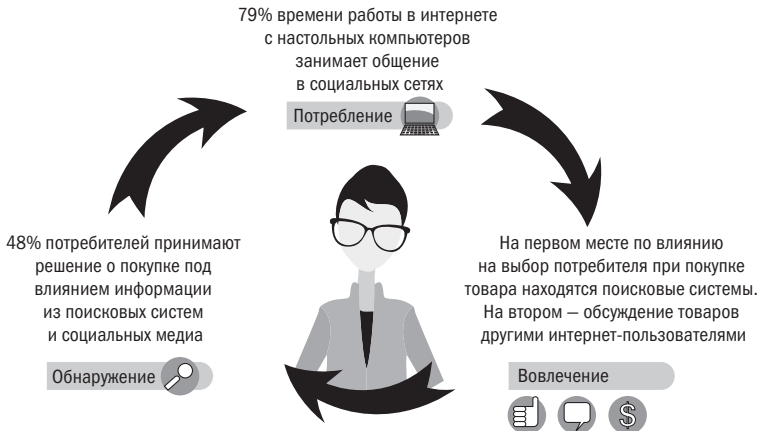 79% времени работы в интернете
с настольных компьютеров
занимает общение
в социальных сетях
Потребление
48% потребителей принимают
решение о покупке под
влиянием информации
из поисковых систем
и социальных медиа
Обнаружение
На первом месте по влиянию
на выбор потребителя при покупке
товара находятся поисковые системы.
На втором — обсуждение товаров
другими интернет-пользователями
Вовлечение
$